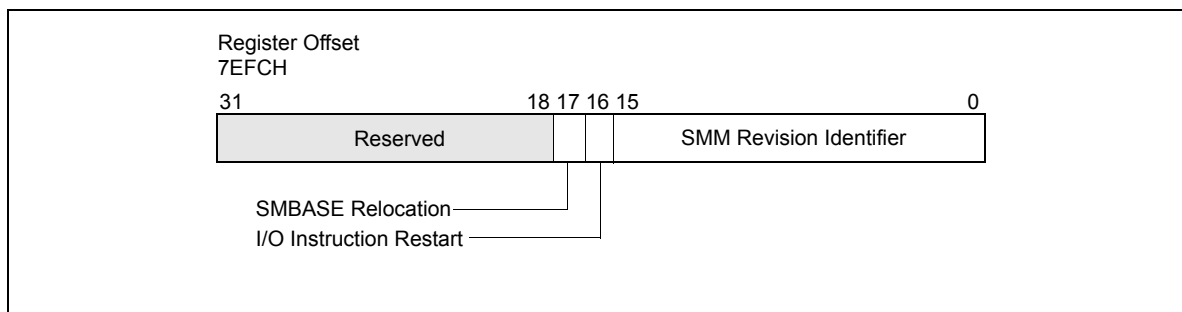 Register Offset
7EFCH
31 18 17 16 15 0
Reserved SMM Revision Identifier
SMBASE Relocation
I/O Instruction Restart